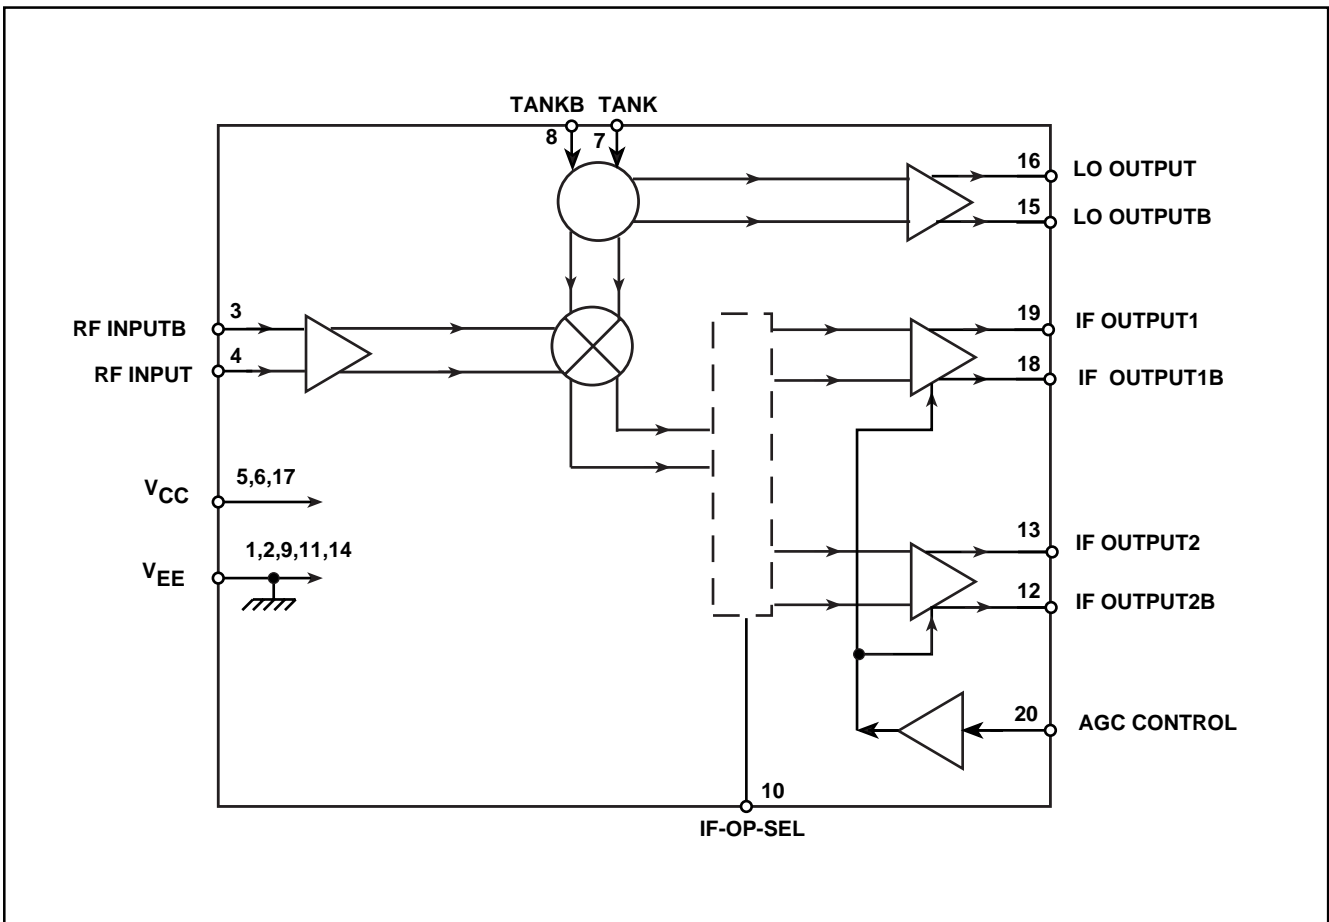 TANKB TANK
8 7
16 LO OUTPUT
15 LO OUTPUTB
RF INPUTB 3
RF INPUT 4
19 IF OUTPUT1
18 IF OUTPUT1B
VCC 5,6,17
VEE 1,2,9,11,14
13 IF OUTPUT2
12 IF OUTPUT2B
20 AGC CONTROL
10
IF-OP-SEL